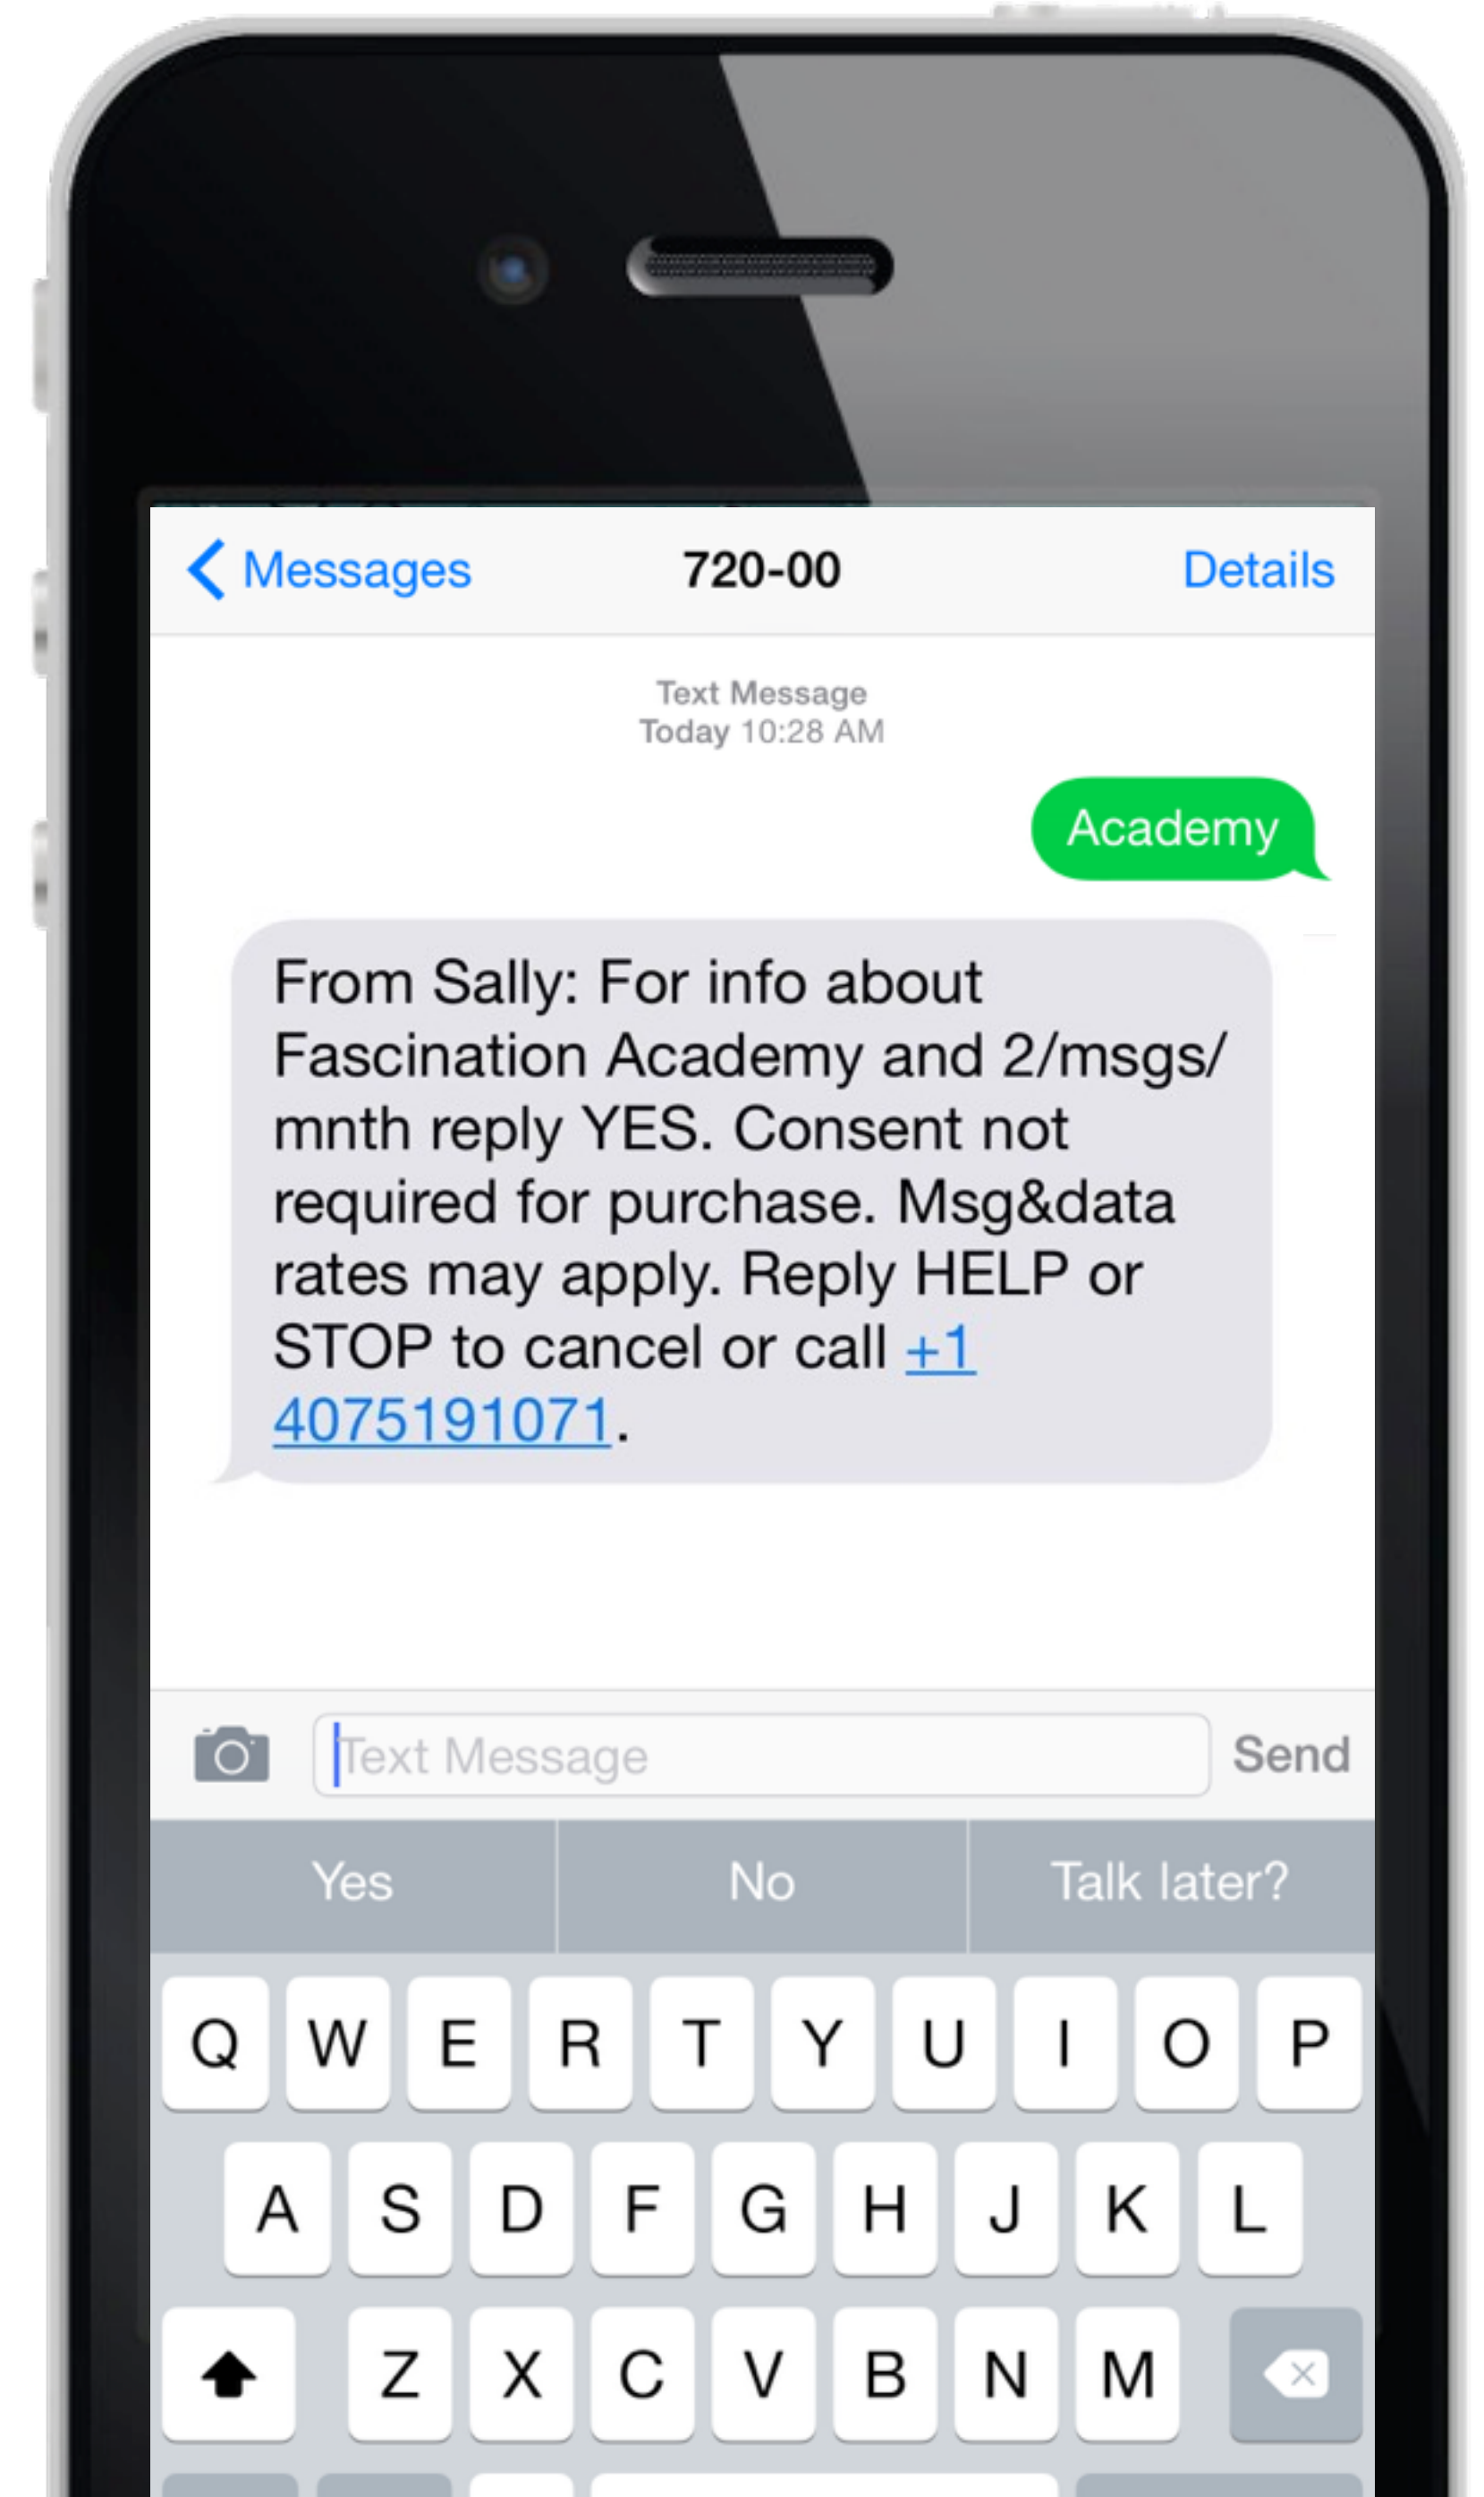 Messages 720-00 Details
Text Message
Today 10:28 AM
Academy
From Sally: For info about
Fascination Academy and 2/msgs/
mnth reply YES. Consent not
required for purchase. Msg&data
rates may apply. Reply HELP or
STOP to cancel or call +1
4075191071.
Text Message Send
Yes No Talk later?
Q W E R T Y U I O P
A S D F G H J K L
Z X C V B N M